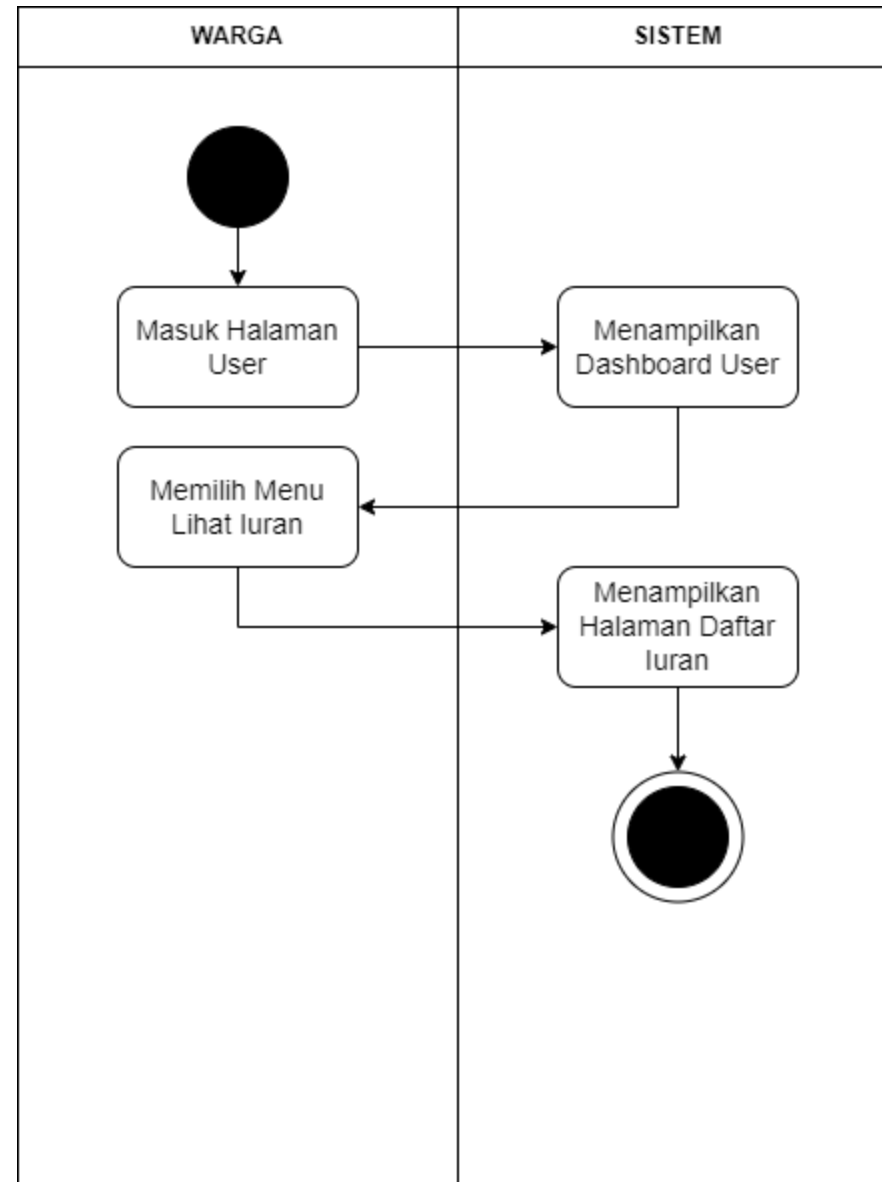 WARGA
SISTEM
Masuk Halaman
User
Menampilkan
Dashboard User
Memilih Menu
Lihat Iuran
Menampilkan
Halaman Daftar
Iuran